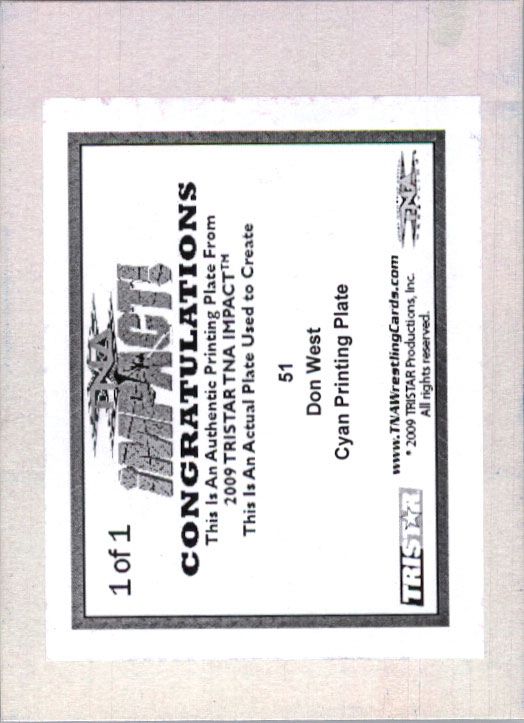 1 of 1
TNA
IMPACT!
CONGRATULATIONS
This Is An Authentic Printing Plate From
2009 TRISTAR TNA IMPACT™
This Is An Actual Plate Used to Create
51
Don West
Cyan Printing Plate
www.TNAWrestlingCards.com
* 2009 TRISTAR Productions, Inc.
All rights reserved.
TRISTAR
TNA